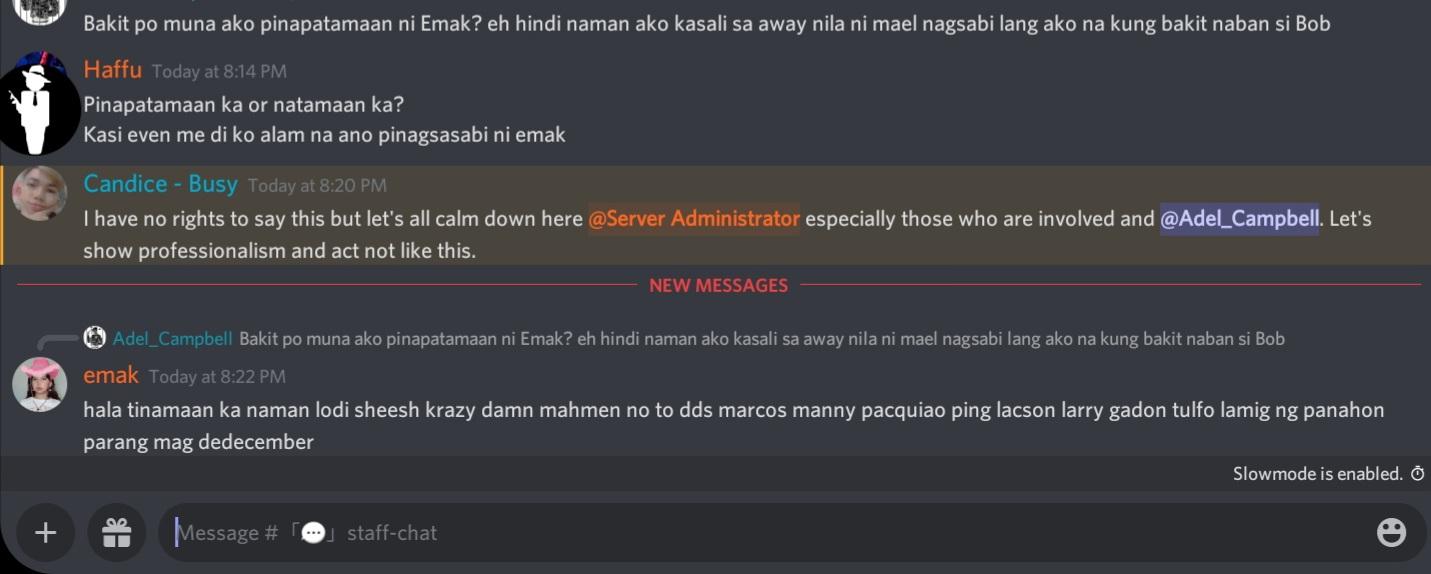 Bakit po muna ako pinapatamaan ni Emak? eh hindi naman ako kasali sa away nila ni mael nagsabi lang ako na kung bakit naban si Bob
Haffu Today at 8:14 PM
Pinapatamaan ka or natamaan ka?
Kasi even me di ko alam na ano pinagsasabi ni emak
Candice - Busy Today at 8:20 PM
I have no rights to say this but let's all calm down here @Server Administrator especially those who are involved and @Adel_Campbell. Let's
show professionalism and act not like this.
NEW MESSAGES
Adel_Campbell Bakit po muna ako pinapatamaan ni Emak? eh hindi naman ako kasali sa away nila ni mael nagsabi lang ako na kung bakit naban si Bob
emak Today at 8:22 PM
hala tinamaan ka naman lodi sheesh krazy damn mahmen no to dds marcos manny pacquiao ping lacson larry gadon tulfo lamig ng panahon
parang mag dedecember
Slowmode is enabled.
Message #「💬」staff-chat